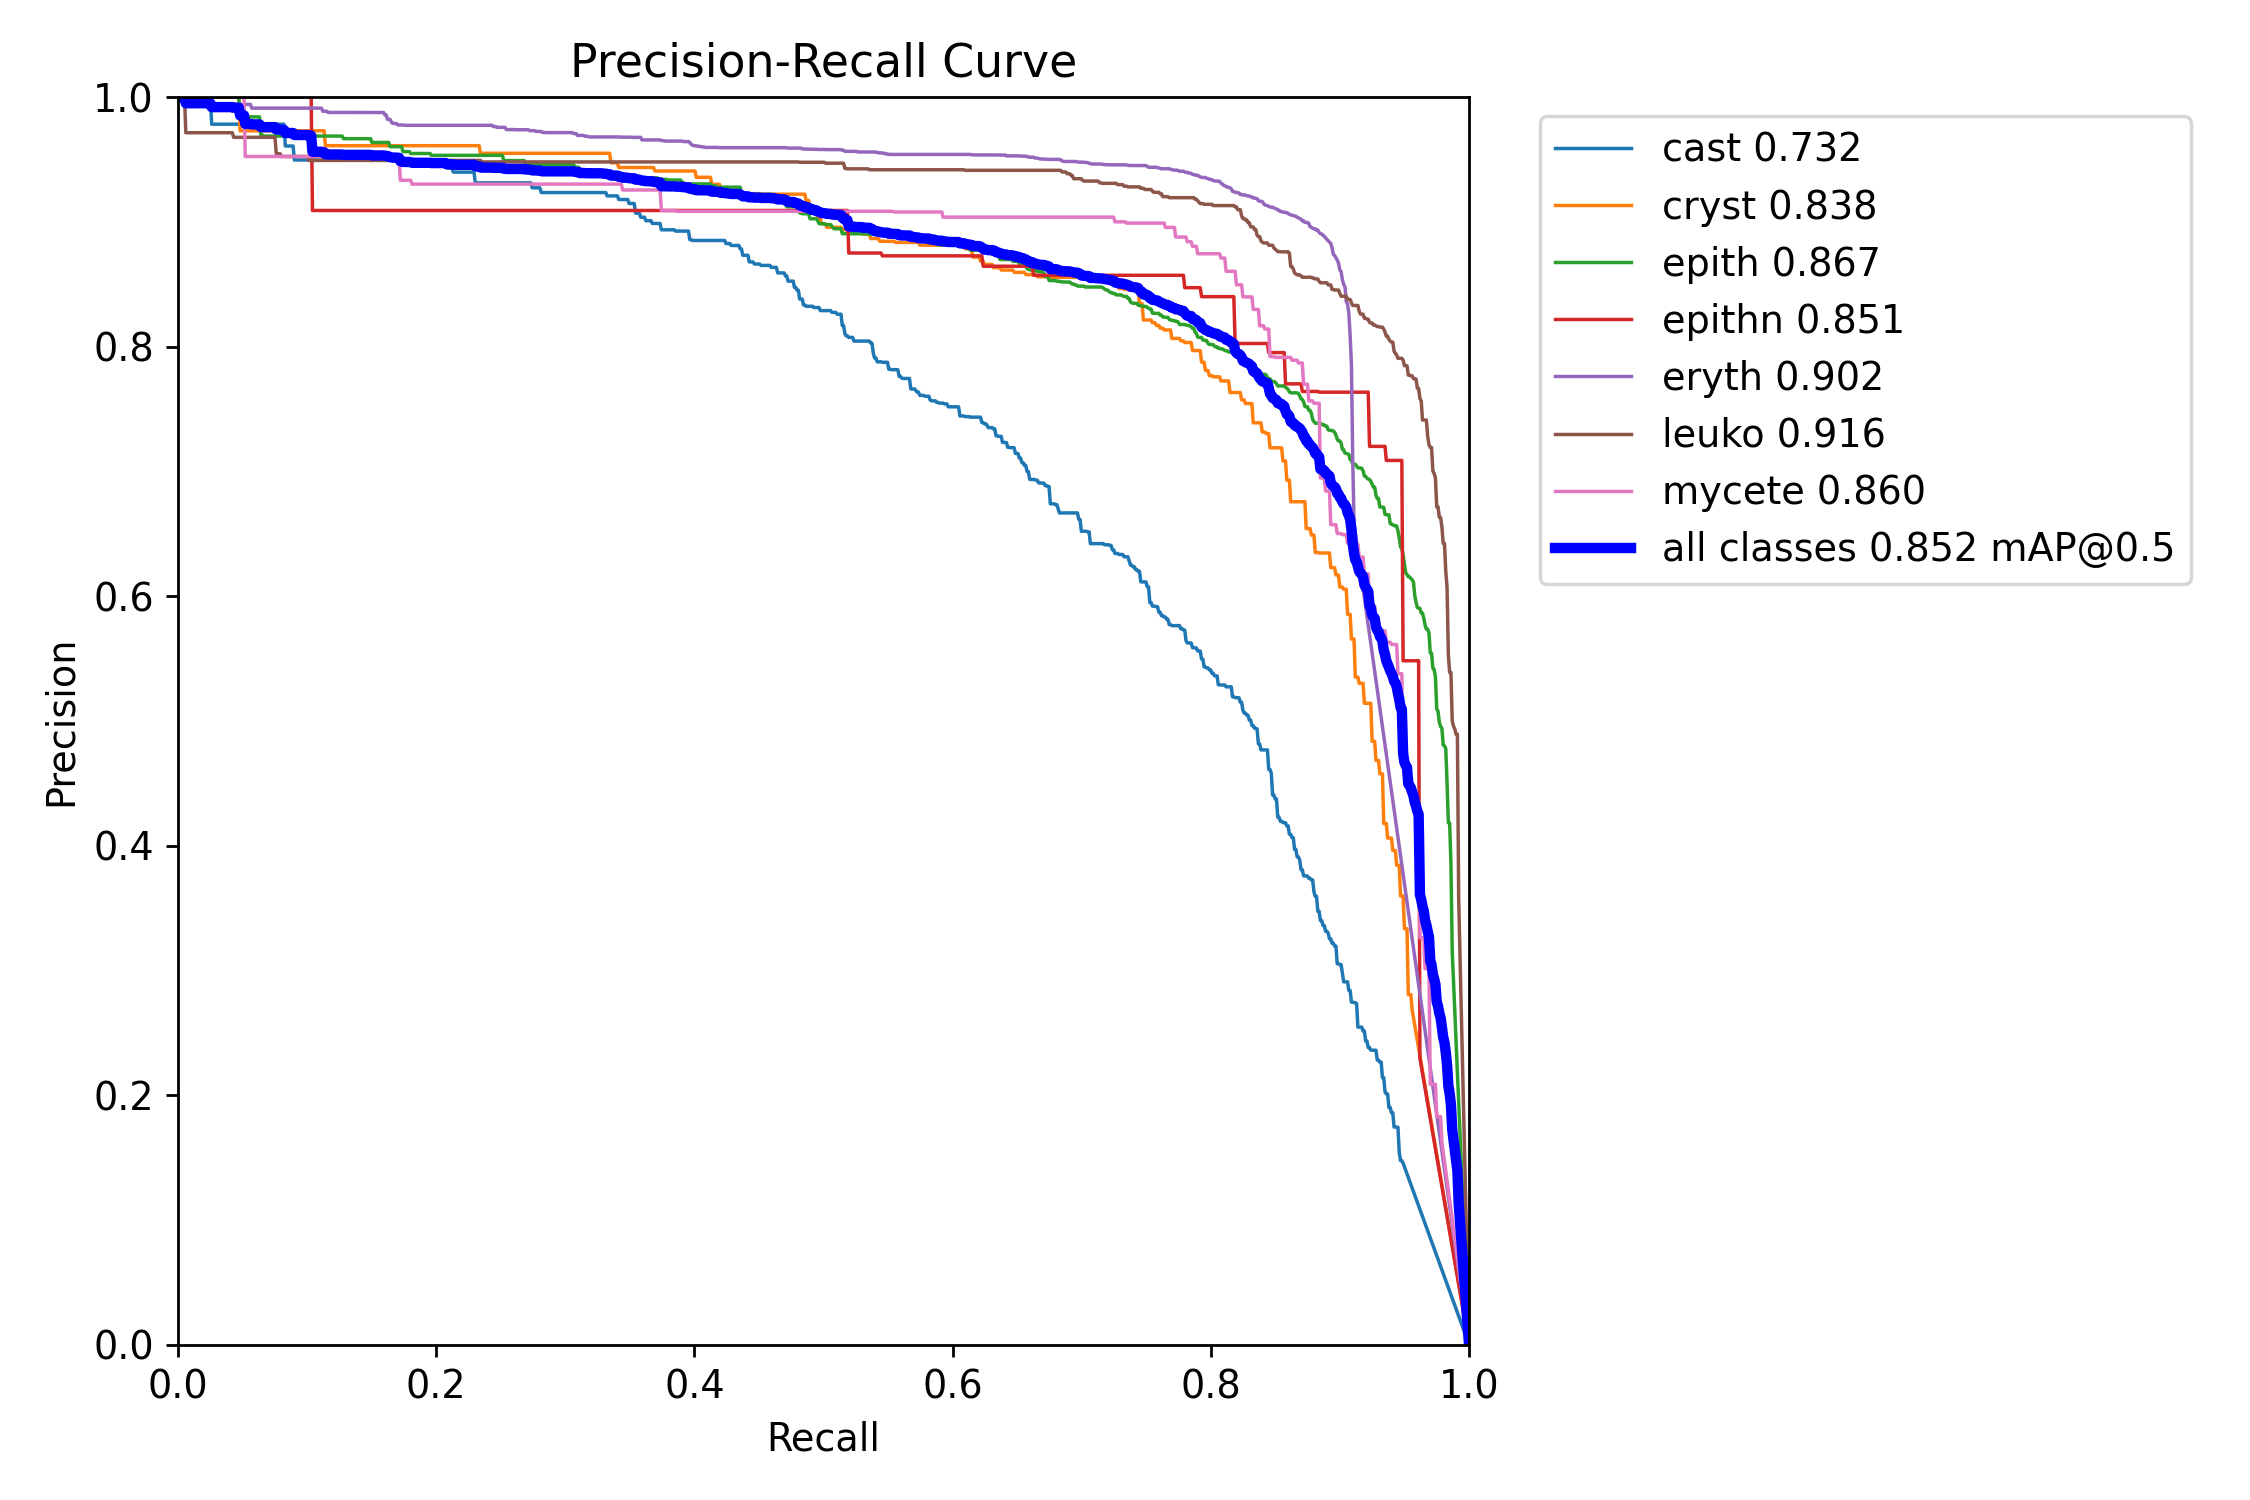 Precision-Recall Curve
1.0
0.8
0.6
0.4
0.2
0.0
Precision
0.0 0.2 0.4 0.6 0.8 1.0
Recall
cast 0.732
cryst 0.838
epith 0.867
epithn 0.851
eryth 0.902
leuko 0.916
mycete 0.860
all classes 0.852 mAP@0.5